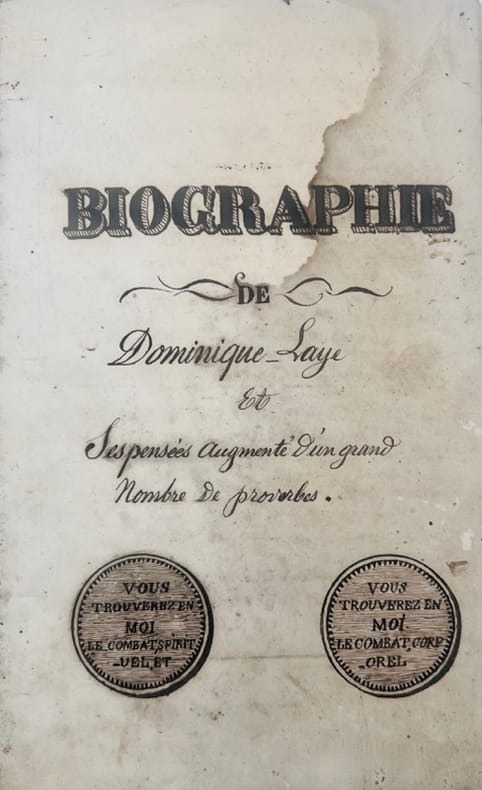 BIOGRAPHIE
DE
Dominique-Laye
Et
Ses pensées augmenté d'un grand
Nombre De proverbes.
VOUS
TROUVEREZ EN
MOI
LE COMBAT, SPIRIT
-UEL, ET
VOUS
TROUVEREZ EN
MOI
LE COMBAT, CORP
-OREL